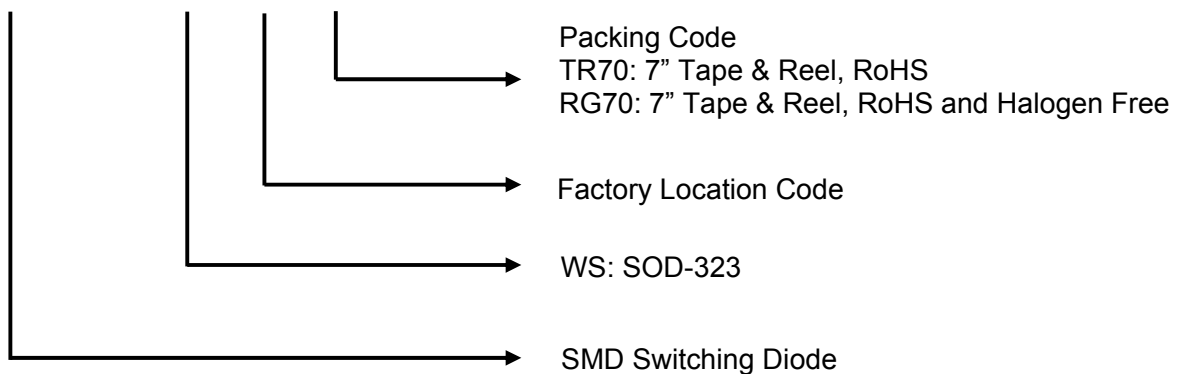 Packing Code
TR70: 7” Tape & Reel, RoHS
RG70: 7” Tape & Reel, RoHS and Halogen Free
Factory Location Code
WS: SOD-323
SMD Switching Diode